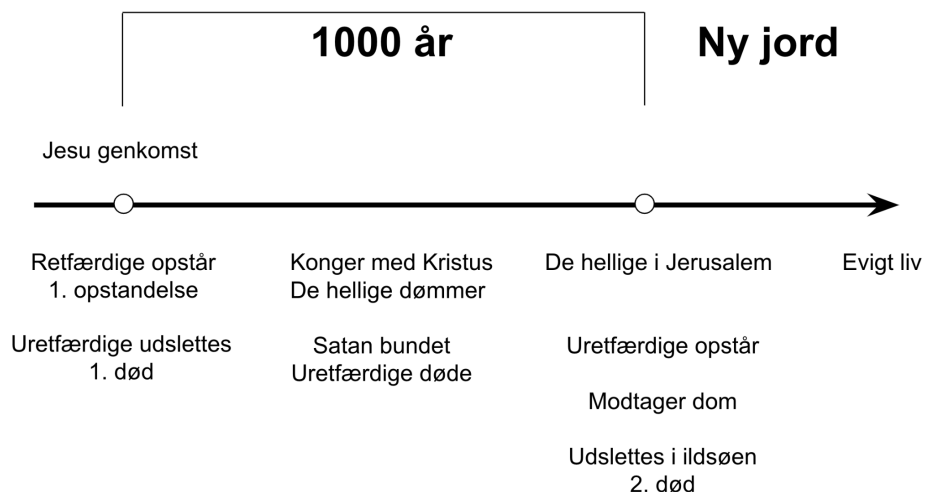 1000 år
Ny jord
Jesu genkomst
Retfærdige opstår
1. opstandelse
Uretfærdige udslettes
1. død
Konger med Kristus
De hellige dømmer
Satan bundet
Uretfærdige døde
De hellige i Jerusalem
Uretfærdige opstår
Modtager dom
Udslettes i ildsøen
2. død
Evigt liv